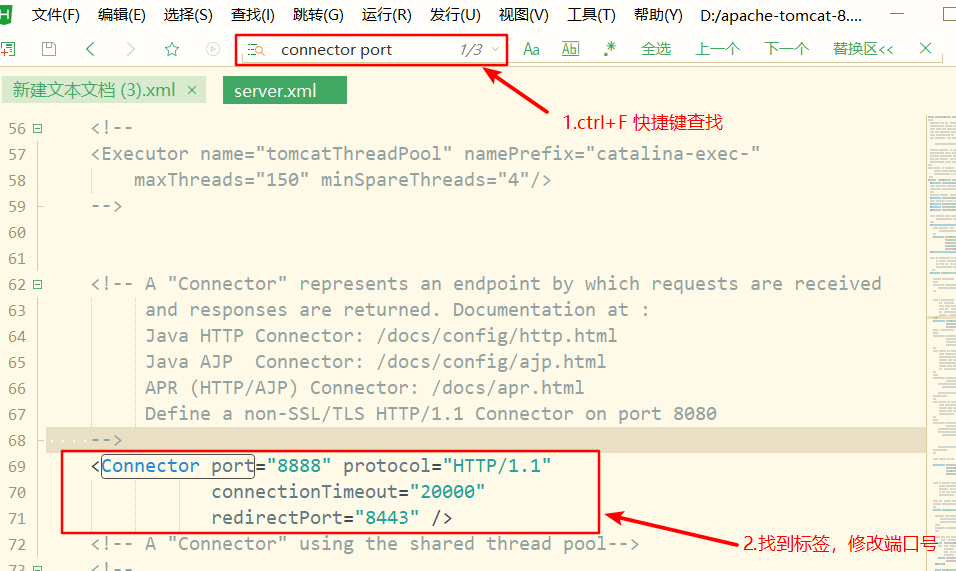 文件(F) 编辑(E) 选择(S) 查找(I) 跳转(G) 运行(R) 发行(U) 视图(V) 工具(T) 帮助(Y) D:/apache-tomcat-8....
connector port 1/3 Aa Ab| .* 全选 上一个 下一个 替换区<<
新建文本文档 (3).xml × server.xml
1.ctrl+F 快捷键查找
56 <!--
57 <Executor name="tomcatThreadPool" namePrefix="catalina-exec-"
58 maxThreads="150" minSpareThreads="4"/>
59 -->
60
61
62 <!-- A "Connector" represents an endpoint by which requests are received
63 and responses are returned. Documentation at :
64 Java HTTP Connector: /docs/config/http.html
65 Java AJP  Connector: /docs/config/ajp.html
66 APR (HTTP/AJP) Connector: /docs/apr.html
67 Define a non-SSL/TLS HTTP/1.1 Connector on port 8080
68 -->
69 <Connector port="8888" protocol="HTTP/1.1"
70 connectionTimeout="20000"
71 redirectPort="8443" />
72 <!-- A "Connector" using the shared thread pool-->
2.找到标签，修改端口号
73 <!--